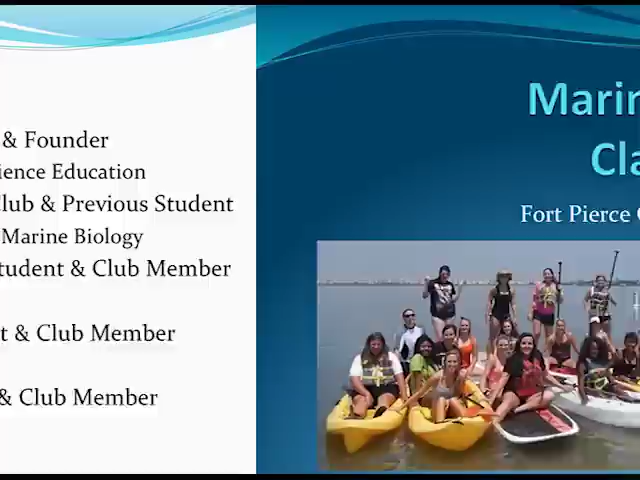 & Founder
ience Education
lub & Previous Student
Marine Biology
tudent & Club Member
t & Club Member
& Club Member
Marin
Cla
Fort Pierce C